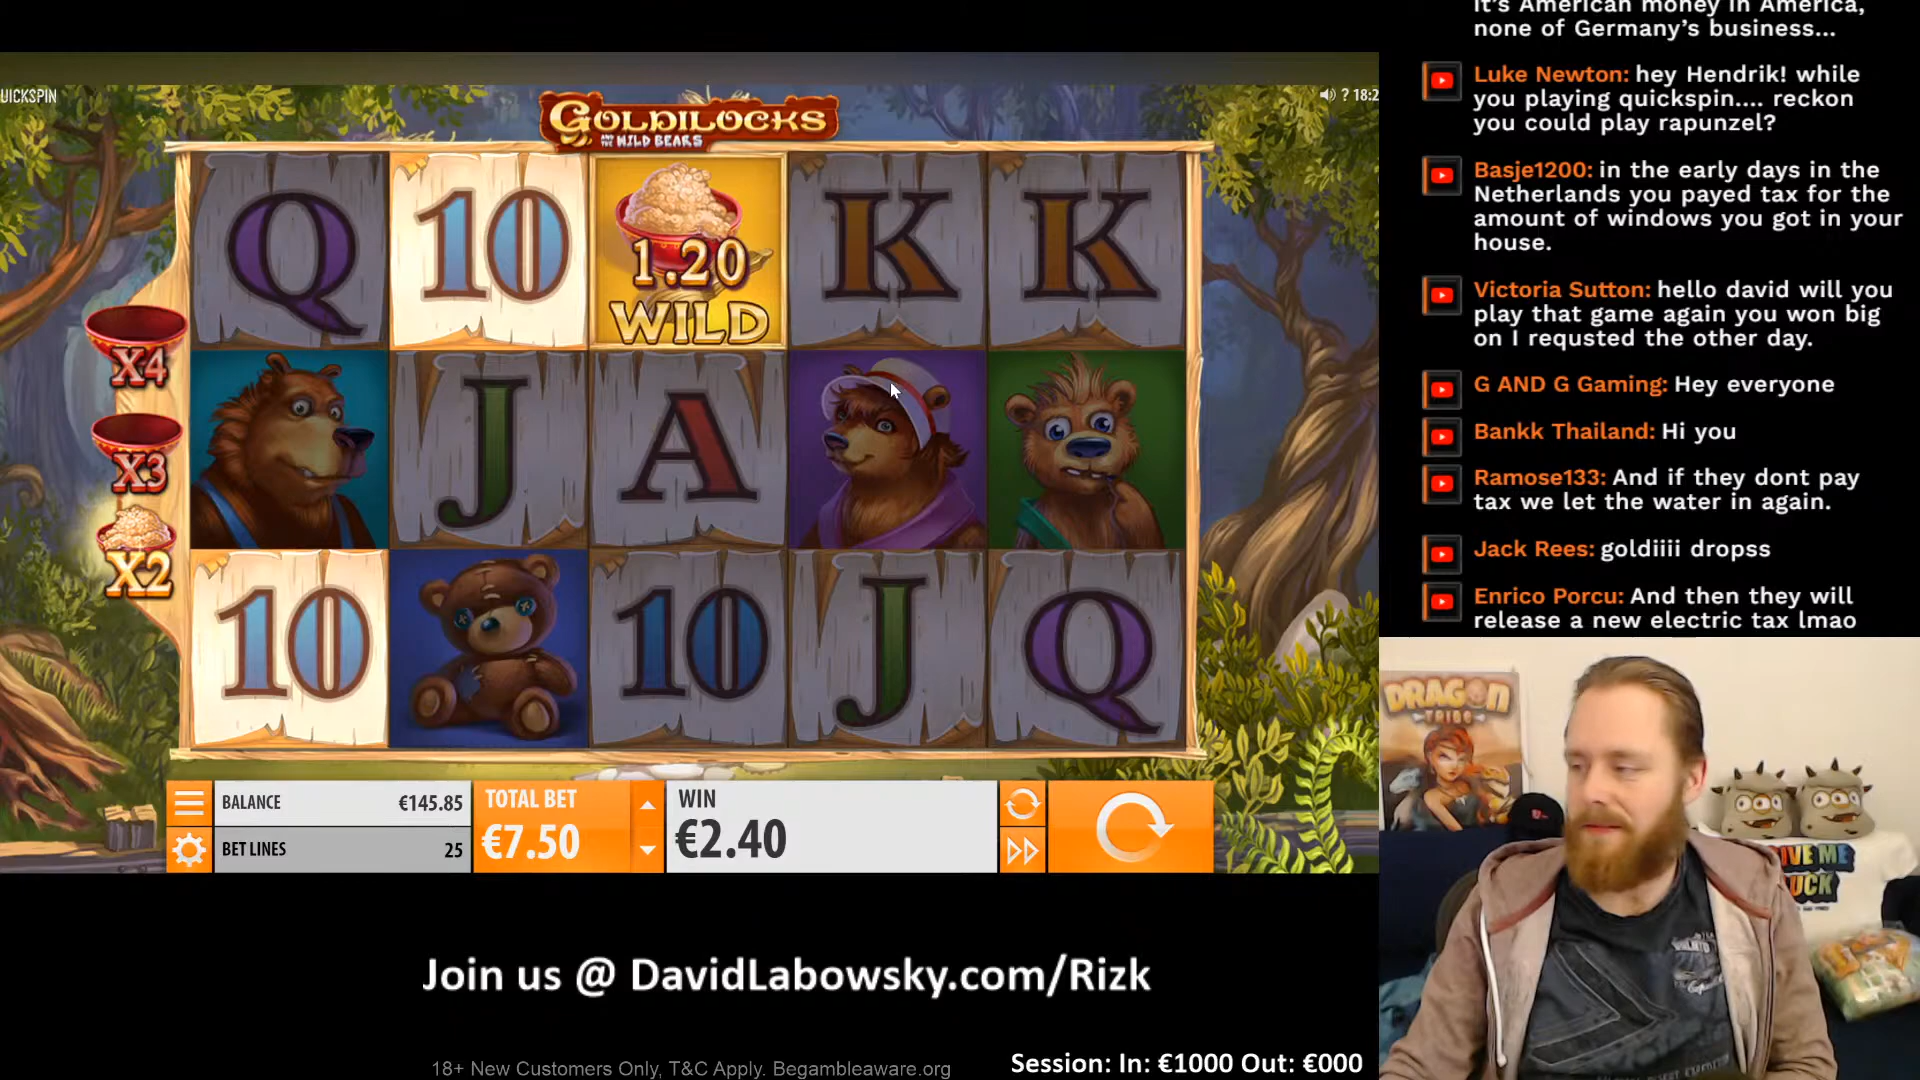 UICKSPIN
GOLDILOCKS
AND THE WILD BEARS
? 18:2
Q 10 1.20 WILD K K
X4
J A
X3
X2
10 10 J Q
BALANCE €145.85
BET LINES 25
TOTAL BET
€7.50
WIN
€2.40
Join us @ DavidLabowsky.com/Rizk
18+ New Customers Only, T&C Apply. Begambleaware.org
Session: In: €1000 Out: €000
it's American money in America,
none of Germany's business...
Luke Newton: hey Hendrik! while
you playing quickspin.... reckon
you could play rapunzel?
Basje1200: in the early days in the
Netherlands you payed tax for the
amount of windows you got in your
house.
Victoria Sutton: hello david will you
play that game again you won big
on I requsted the other day.
G AND G Gaming: Hey everyone
Bankk Thailand: Hi you
Ramose133: And if they dont pay
tax we let the water in again.
Jack Rees: goldiiii dropss
Enrico Porcu: And then they will
release a new electric tax lmao
DRAGON
TRIBE
IVE ME
UCK